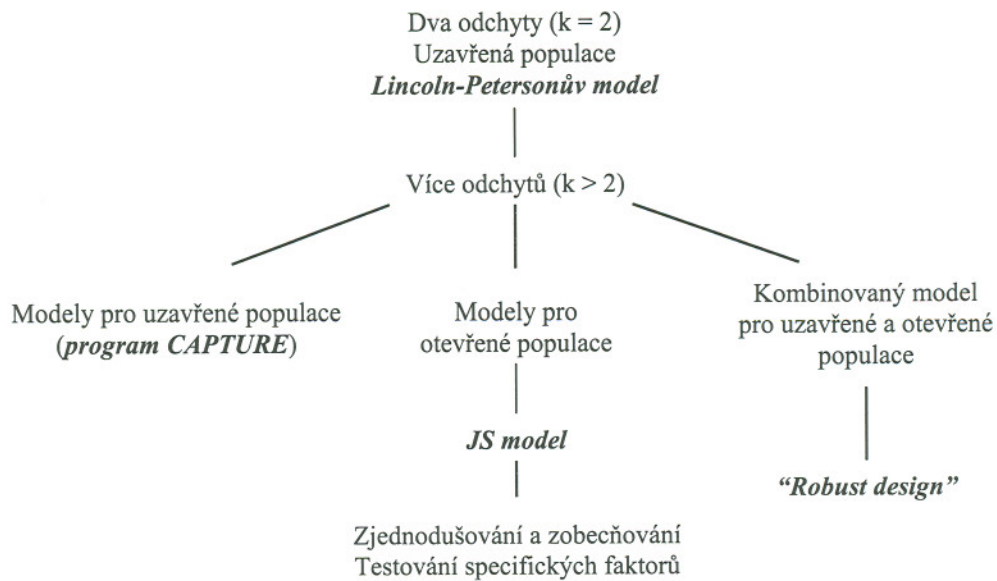 Dva odchyty (k = 2)
Uzavřená populace
Lincoln-Petersonův model
Více odchytů (k > 2)
Modely pro uzavřené populace
(program CAPTURE)
Modely pro
otevřené populace
Kombinovaný model
pro uzavřené a otevřené
populace
JS model
“Robust design”
Zjednodušování a zobecňování
Testování specifických faktorů